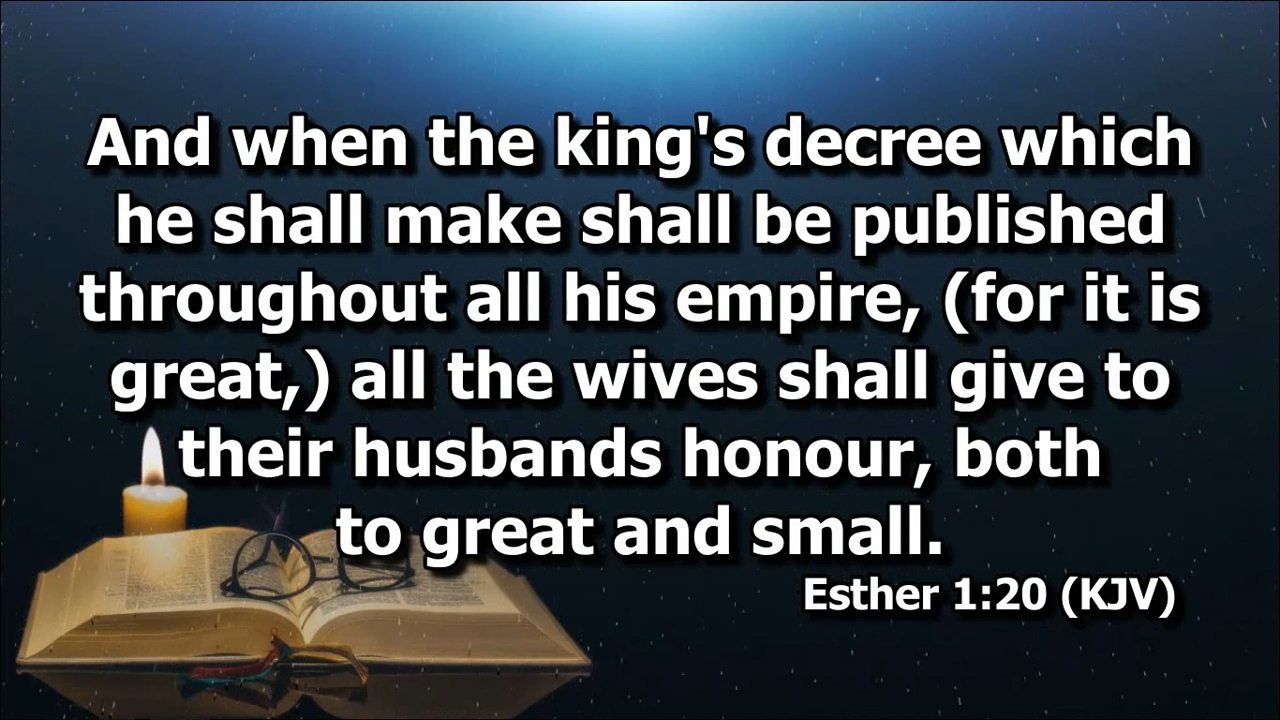 And when the king's decree which
he shall make shall be published
throughout all his empire, (for it is
great,) all the wives shall give to
their husbands honour, both
to great and small.
Esther 1:20 (KJV)